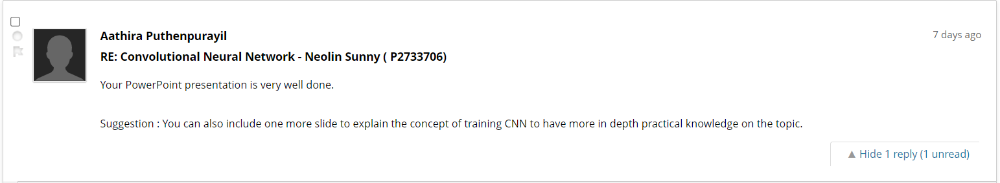 Aathira Puthenpurayil
7 days ago
RE: Convolutional Neural Network - Neolin Sunny ( P2733706)
Your PowerPoint presentation is very well done.
Suggestion : You can also include one more slide to explain the concept of training CNN to have more in depth practical knowledge on the topic.
▲ Hide 1 reply (1 unread)